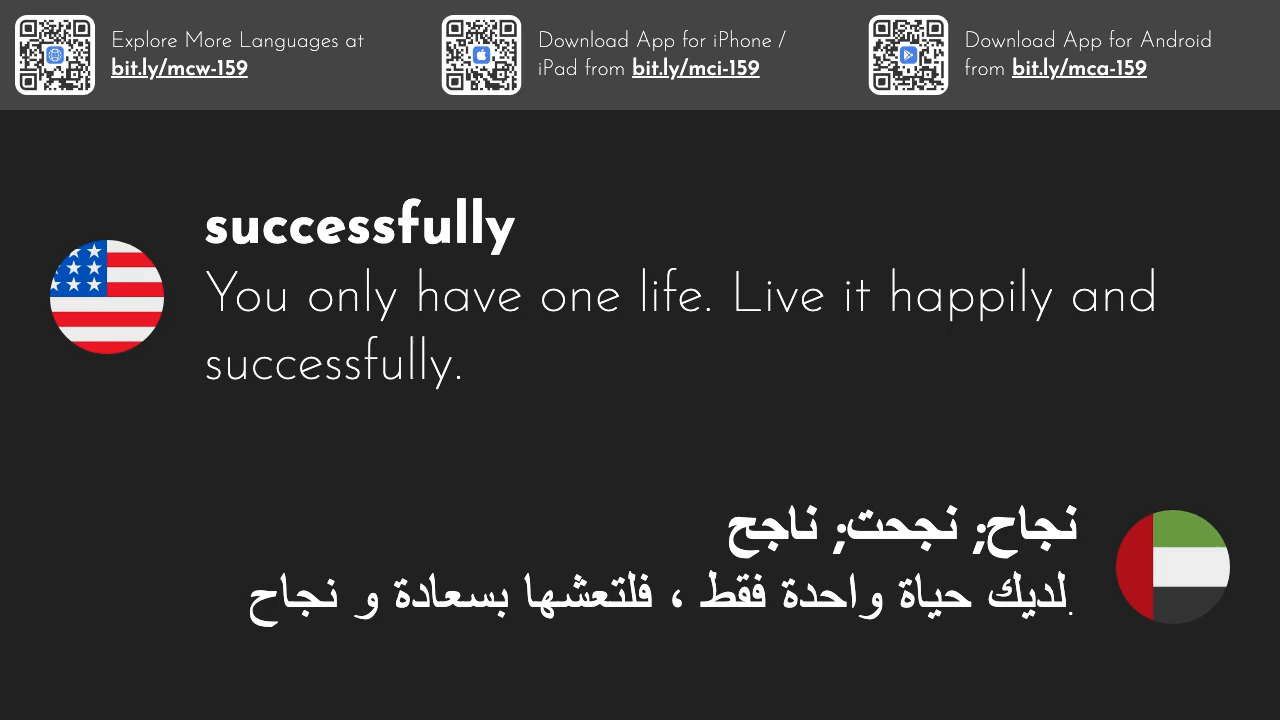 Explore More Languages at
bit.ly/mcw-159
Download App for iPhone /
iPad from bit.ly/mci-159
Download App for Android
from bit.ly/mca-159
successfully
You only have one life. Live it happily and
successfully.
نجاح; نجحت; ناجح
.لديك حياة واحدة فقط ، فلتعشها بسعادة و نجاح